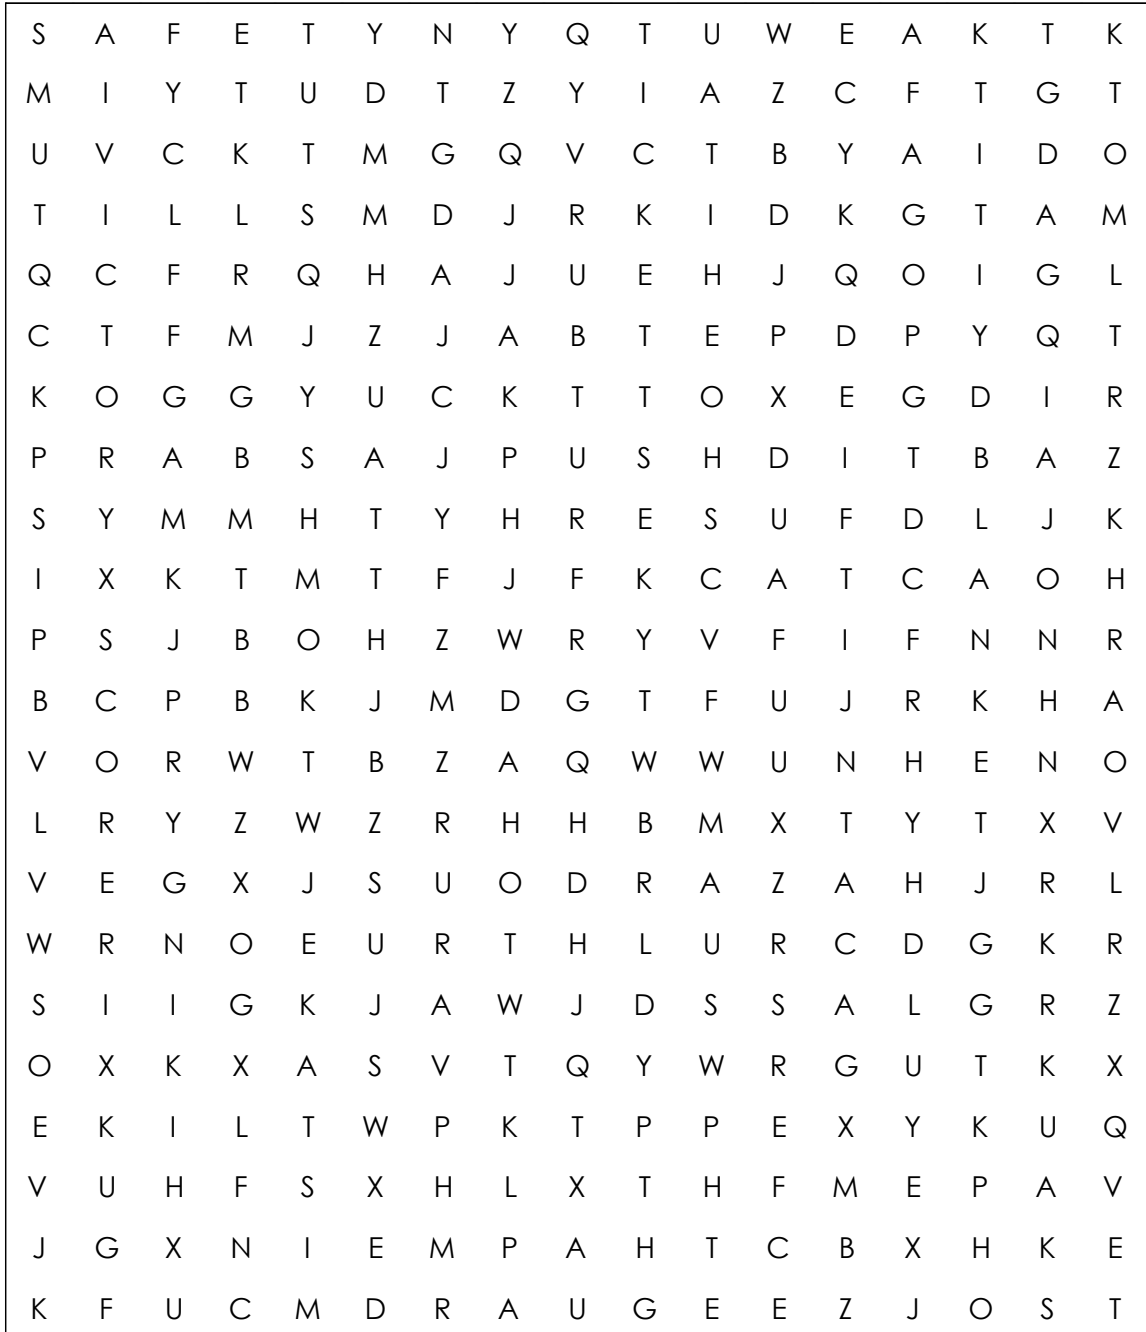 S A F E T Y N Y Q T U W E A K T K
M I Y T U D T Z Y I A Z C F T G T
U V C K T M G Q V C T B Y A I D O
T I L L S M D J R K I D K G T A M
Q C F R Q H A J U E H J Q O I G L
C T F M J Z J A B T E P D P Y Q T
K O G G Y U C K T T O X E G D I R
P R A B S A J P U S H D I T B A Z
S Y M M H T Y H R E S U F D L J K
I X K T M T F J F K C A T C A O H
P S J B O H Z W R Y V F I F N N R
B C P B K J M D G T F U J R K H A
V O R W T B Z A Q W W U N H E N O
L R Y Z W Z R H H B M X T Y T X V
V E G X J S U O D R A Z A H J R L
W R N O E U R T H L U R C D G K R
S I I G K J A W J D S S A L G R Z
O X K X A S V T Q Y W R G U T K X
E K I L T W P K T P P E X Y K U Q
V U H F S X H L X T H F M E P A V
J G X N I E M P A H T C B X H K E
K F U C M D R A U G E E Z J O S T